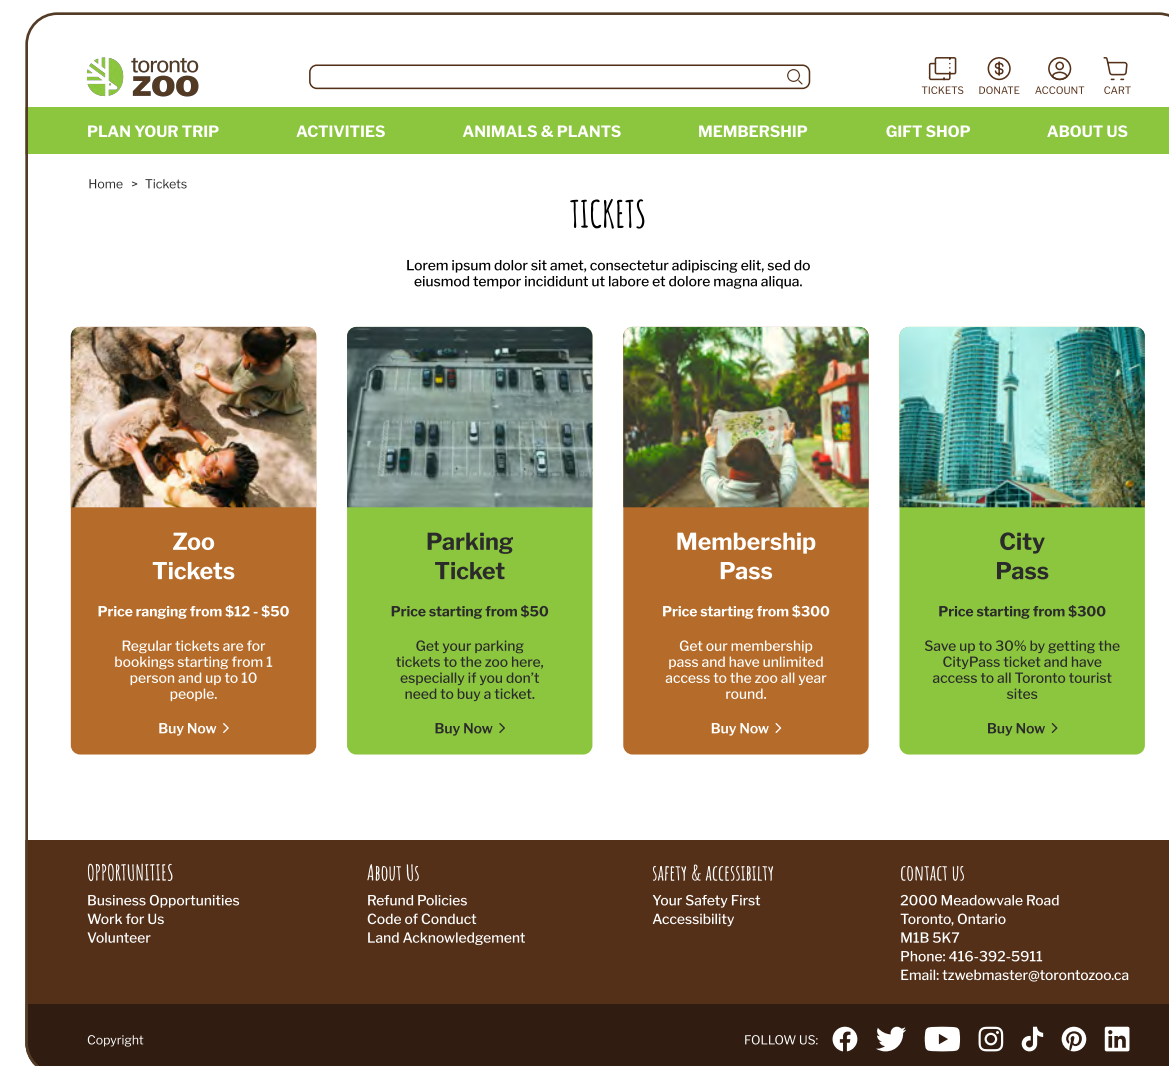 toronto
ZOO
TICKETS DONATE ACCOUNT CART
PLAN YOUR TRIP ACTIVITIES ANIMALS & PLANTS MEMBERSHIP GIFT SHOP ABOUT US
Home > Tickets
TICKETS
Lorem ipsum dolor sit amet, consectetur adipiscing elit, sed do
eiusmod tempor incididunt ut labore et dolore magna aliqua.
Zoo
Tickets
Price ranging from $12 - $50
Regular tickets are for
bookings starting from 1
person and up to 10
people.
Buy Now >
Parking
Ticket
Price starting from $50
Get your parking
tickets to the zoo here,
especially if you don't
need to buy a ticket.
Buy Now >
Membership
Pass
Price starting from $300
Get our membership
pass and have unlimited
access to the zoo all year
round.
Buy Now >
City
Pass
Price starting from $300
Save up to 30% by getting the
CityPass ticket and have
access to all Toronto tourist
sites
Buy Now >
OPPORTUNITIES
Business Opportunities
Work for Us
Volunteer
About Us
Refund Policies
Code of Conduct
Land Acknowledgement
SAFETY & ACCESSIBILTY
Your Safety First
Accessibility
CONTACT US
2000 Meadowvale Road
Toronto, Ontario
M1B 5K7
Phone: 416-392-5911
Email: tzwebmaster@torontozoo.ca
Copyright
FOLLOW US: